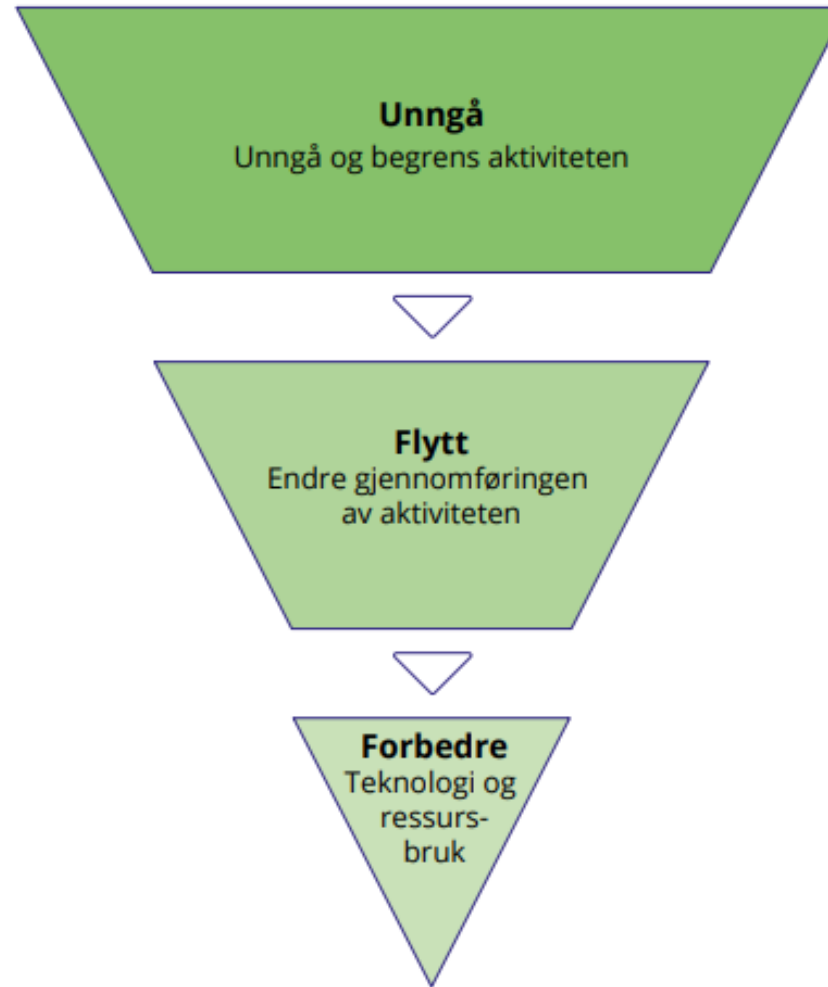 Unngå
Unngå og begrens aktiviteten
Flytt
Endre gjennomføringen
av aktiviteten
Forbedre
Teknologi og
ressurs-
bruk